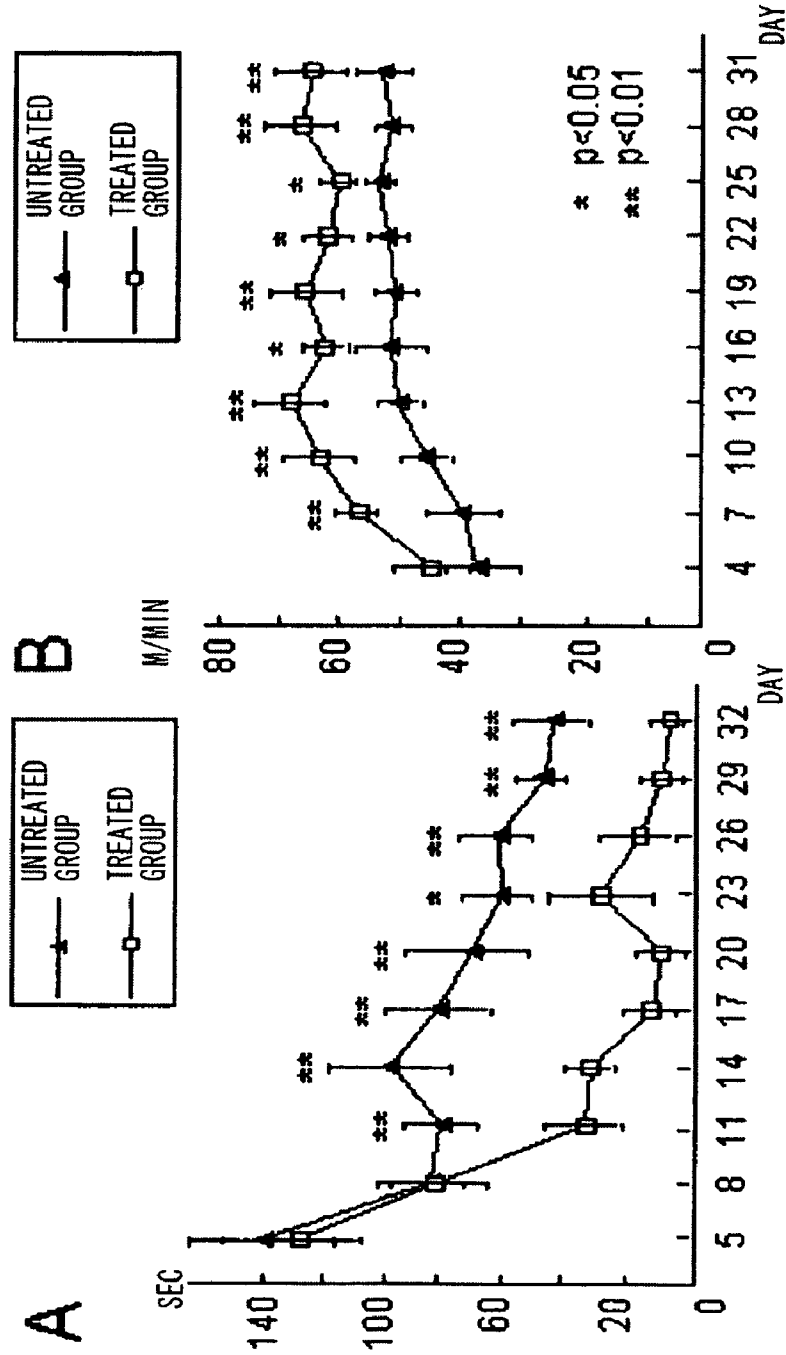 A
UNTREATED
GROUP
TREATED
GROUP
SEC
140
100
60
20
0
** ** ** ** * ** ** **
5 8 11 14 17 20 23 26 29 32
DAY
B
UNTREATED
GROUP
TREATED
GROUP
M/MIN
80
60
40
20
0
** ** ** * ** * * ** **
* p<0.05
** p<0.01
4 7 10 13 16 19 22 25 28 31
DAY